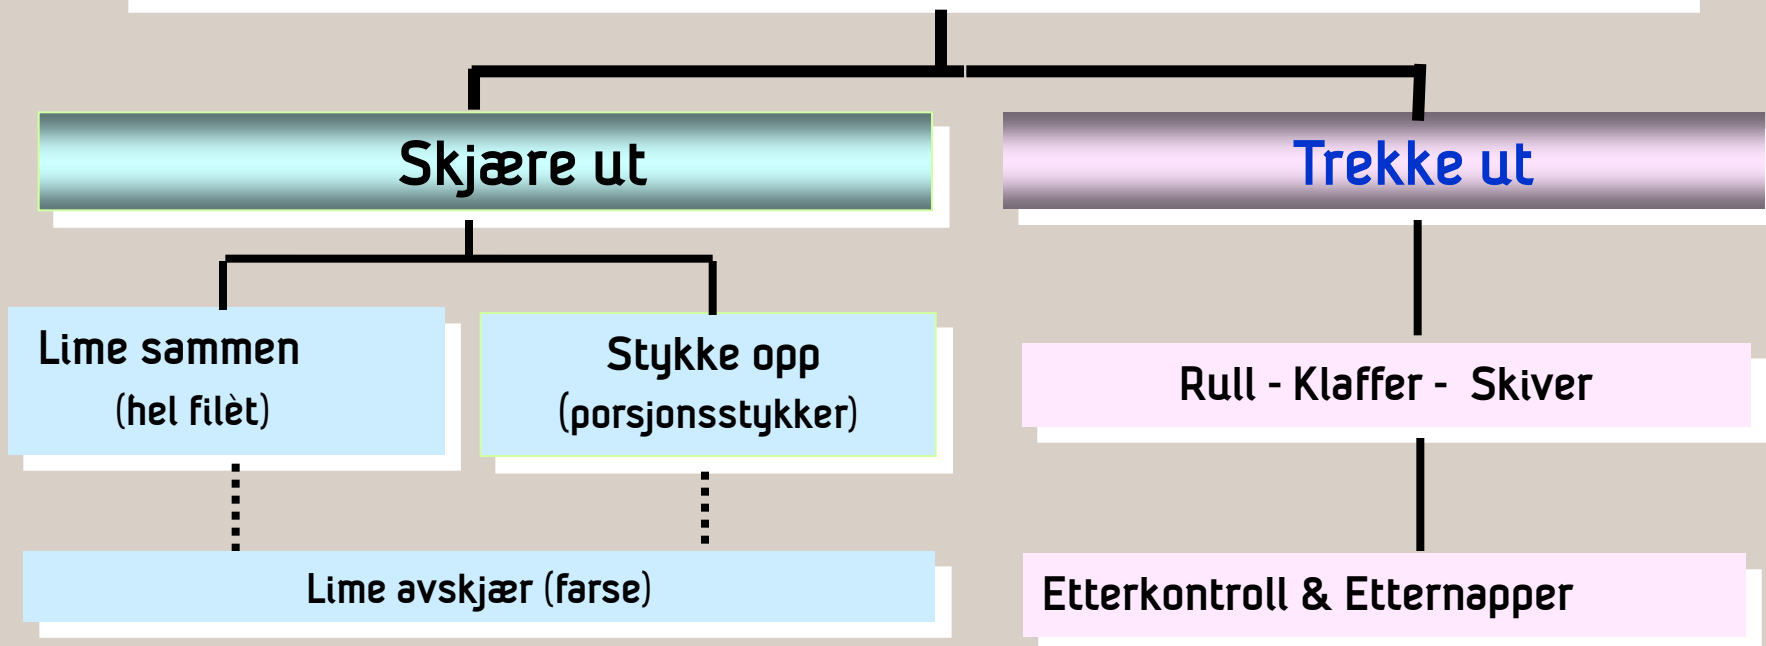 Skjære ut
Trekke ut
Lime sammen
(hel filèt)
Stykke opp
(porsjonsstykker)
Rull - Klaffer - Skiver
Lime avskjær (farse)
Etterkontroll & Etternapper